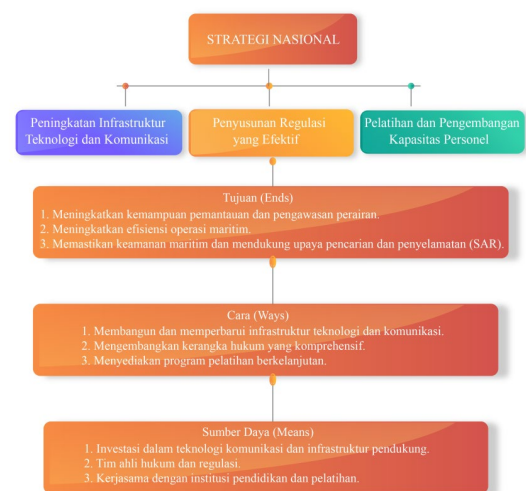 STRATEGI NASIONAL
Peningkatan Infrastruktur
Teknologi dan Komunikasi
Penyusunan Regulasi
yang Efektif
Pelatihan dan Pengembangan
Kapasitas Personel
Tujuan (Ends)
1. Meningkatkan kemampuan pemantauan dan pengawasan perairan.
2. Meningkatkan efisiensi operasi maritim.
3. Memastikan keamanan maritim dan mendukung upaya pencarian dan penyelamatan (SAR).
Cara (Ways)
1. Membangun dan memperbarui infrastruktur teknologi dan komunikasi.
2. Mengembangkan kerangka hukum yang komprehensif.
3. Menyediakan program pelatihan berkelanjutan.
Sumber Daya (Means)
1. Investasi dalam teknologi komunikasi dan infrastruktur pendukung.
2. Tim ahli hukum dan regulasi.
3. Kerjasama dengan institusi pendidikan dan pelatihan.